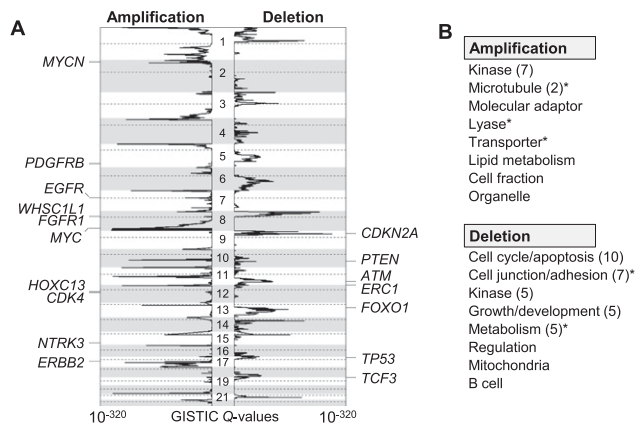 A
Amplification
Deletion
MYCN
PDGFRB
EGFR
WHSC1L1
FGFR1
MYC
HOXC13
CDK4
NTRK3
ERBB2
1
2
3
4
5
6
7
8
9
10
11
12
13
14
15
16
17
19
21
CDKN2A
PTEN
ATM
ERC1
FOXO1
TP53
TCF3
10-320
GISTIC Q-values
10-320
B
Amplification
Kinase (7)
Microtubule (2)*
Molecular adaptor
Lyase*
Transporter*
Lipid metabolism
Cell fraction
Organelle
Deletion
Cell cycle/apoptosis (10)
Cell junction/adhesion (7)*
Kinase (5)
Growth/development (5)
Metabolism (5)*
Regulation
Mitochondria
B cell